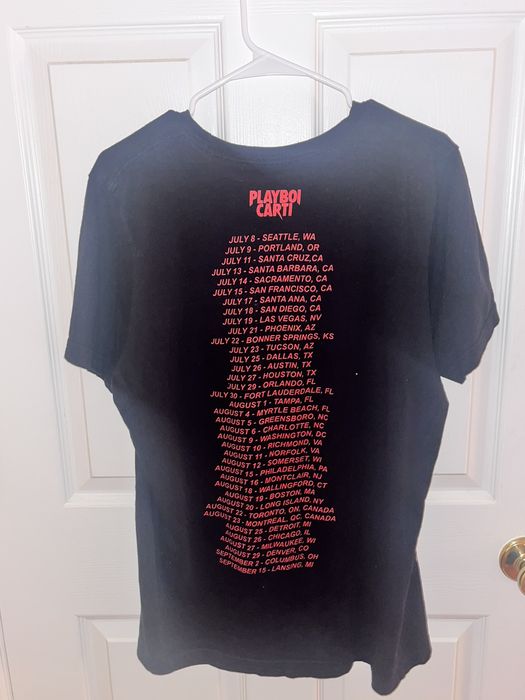 PLAYBOI
CARTI
JULY 8 - SEATTLE, WA
JULY 9 - PORTLAND, OR
JULY 11 - SANTA CRUZ,CA
JULY 13 - SANTA BARBARA, CA
JULY 14 - SACRAMENTO, CA
JULY 15 - SAN FRANCISCO, CA
JULY 17 - SANTA ANA, CA
JULY 18 - SAN DIEGO, CA
JULY 19 - LAS VEGAS, NV
JULY 21 - PHOENIX, AZ
JULY 22 - BONNER SPRINGS, KS
JULY 23 - TUCSON, AZ
JULY 25 - DALLAS, TX
JULY 26 - AUSTIN, TX
JULY 27 - HOUSTON, TX
JULY 29 - ORLANDO, FL
JULY 30 - FORT LAUDERDALE, FL
AUGUST 1 - TAMPA, FL
AUGUST 4 - MYRTLE BEACH, FL
AUGUST 5 - GREENSBORO, NC
AUGUST 6 - CHARLOTTE, NC
AUGUST 9 - WASHINGTON, DC
AUGUST 10 - RICHMOND, VA
AUGUST 11 - NORFOLK, VA
AUGUST 12 - SOMERSET, WI
AUGUST 15 - PHILADELPHIA, PA
AUGUST 16 - MONTCLAIR, NJ
AUGUST 18 - WALLINGFORD, CT
AUGUST 19 - BOSTON, MA
AUGUST 20 - LONG ISLAND, NY
AUGUST 22 - TORONTO, ON, CANADA
AUGUST 23 - MONTRÉAL, QC, CANADA
AUGUST 25 - DETROIT, MI
AUGUST 26 - CHICAGO, IL
AUGUST 27 - MILWAUKEE, WI
AUGUST 29 - DENVER, CO
SEPTEMBER 2 - COLUMBUS, OH
SEPTEMBER 15 - LANSING, MI